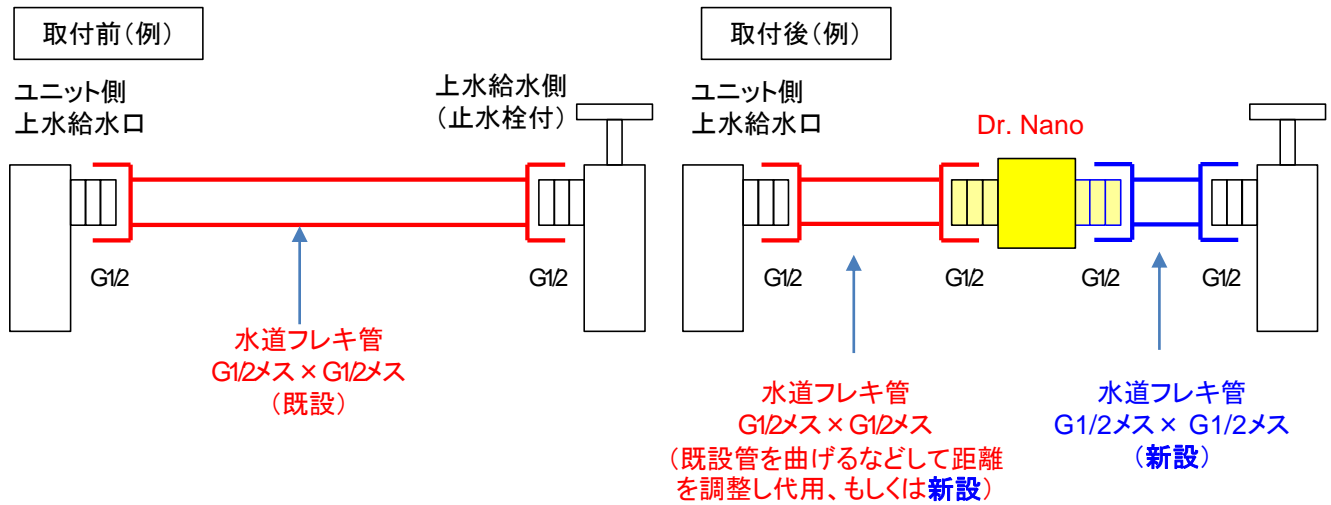 取付前（例）
ユニット側
上水給水口
上水給水側
（止水栓付）
G1/2
G1/2
水道フレキ管
G1/2メス×G1/2メス
（既設）
取付後（例）
ユニット側
上水給水口
Dr. Nano
G1/2
G1/2
G1/2
G1/2
水道フレキ管
G1/2メス×G1/2メス
（既設管を曲げるなどして距離
を調整し代用、もしくは新設）
水道フレキ管
G1/2メス× G1/2メス
（新設）